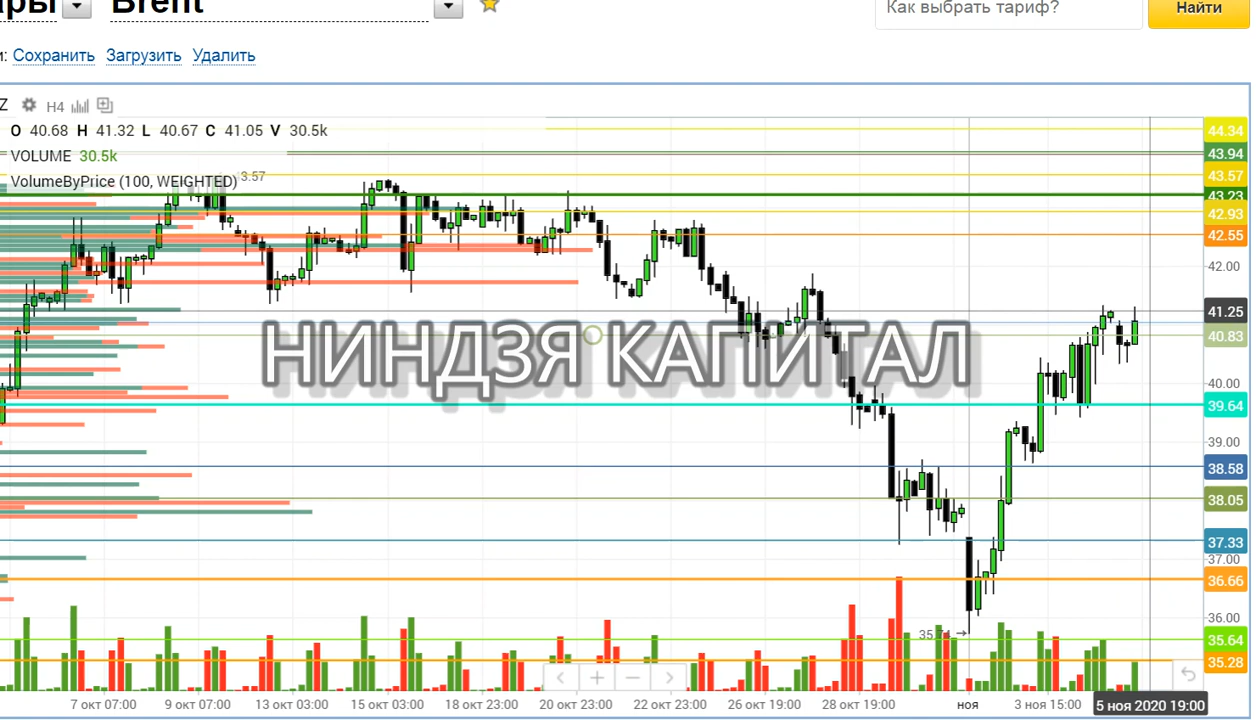 ары Brent
Как выбрать тариф? Найти
и: Сохранить Загрузить Удалить
Z H4
O 40.68 H 41.32 L 40.67 C 41.05 V 30.5k
VOLUME 30.5k
VolumeByPrice (100, WEIGHTED)
43.57
44.34
43.94
43.57
43.23
42.93
42.55
42.00
41.25
40.83
40.00
39.64
39.00
38.58
38.05
37.33
37.00
36.66
36.00
35.64
35.28
НИНДЗЯ КАПИТАЛ
35.74
7 окт 07:00 9 окт 07:00 13 окт 03:00 15 окт 03:00 18 окт 23:00 20 окт 23:00 22 окт 23:00 26 окт 19:00 28 окт 19:00 ноя 3 ноя 15:00 5 ноя 2020 19:00